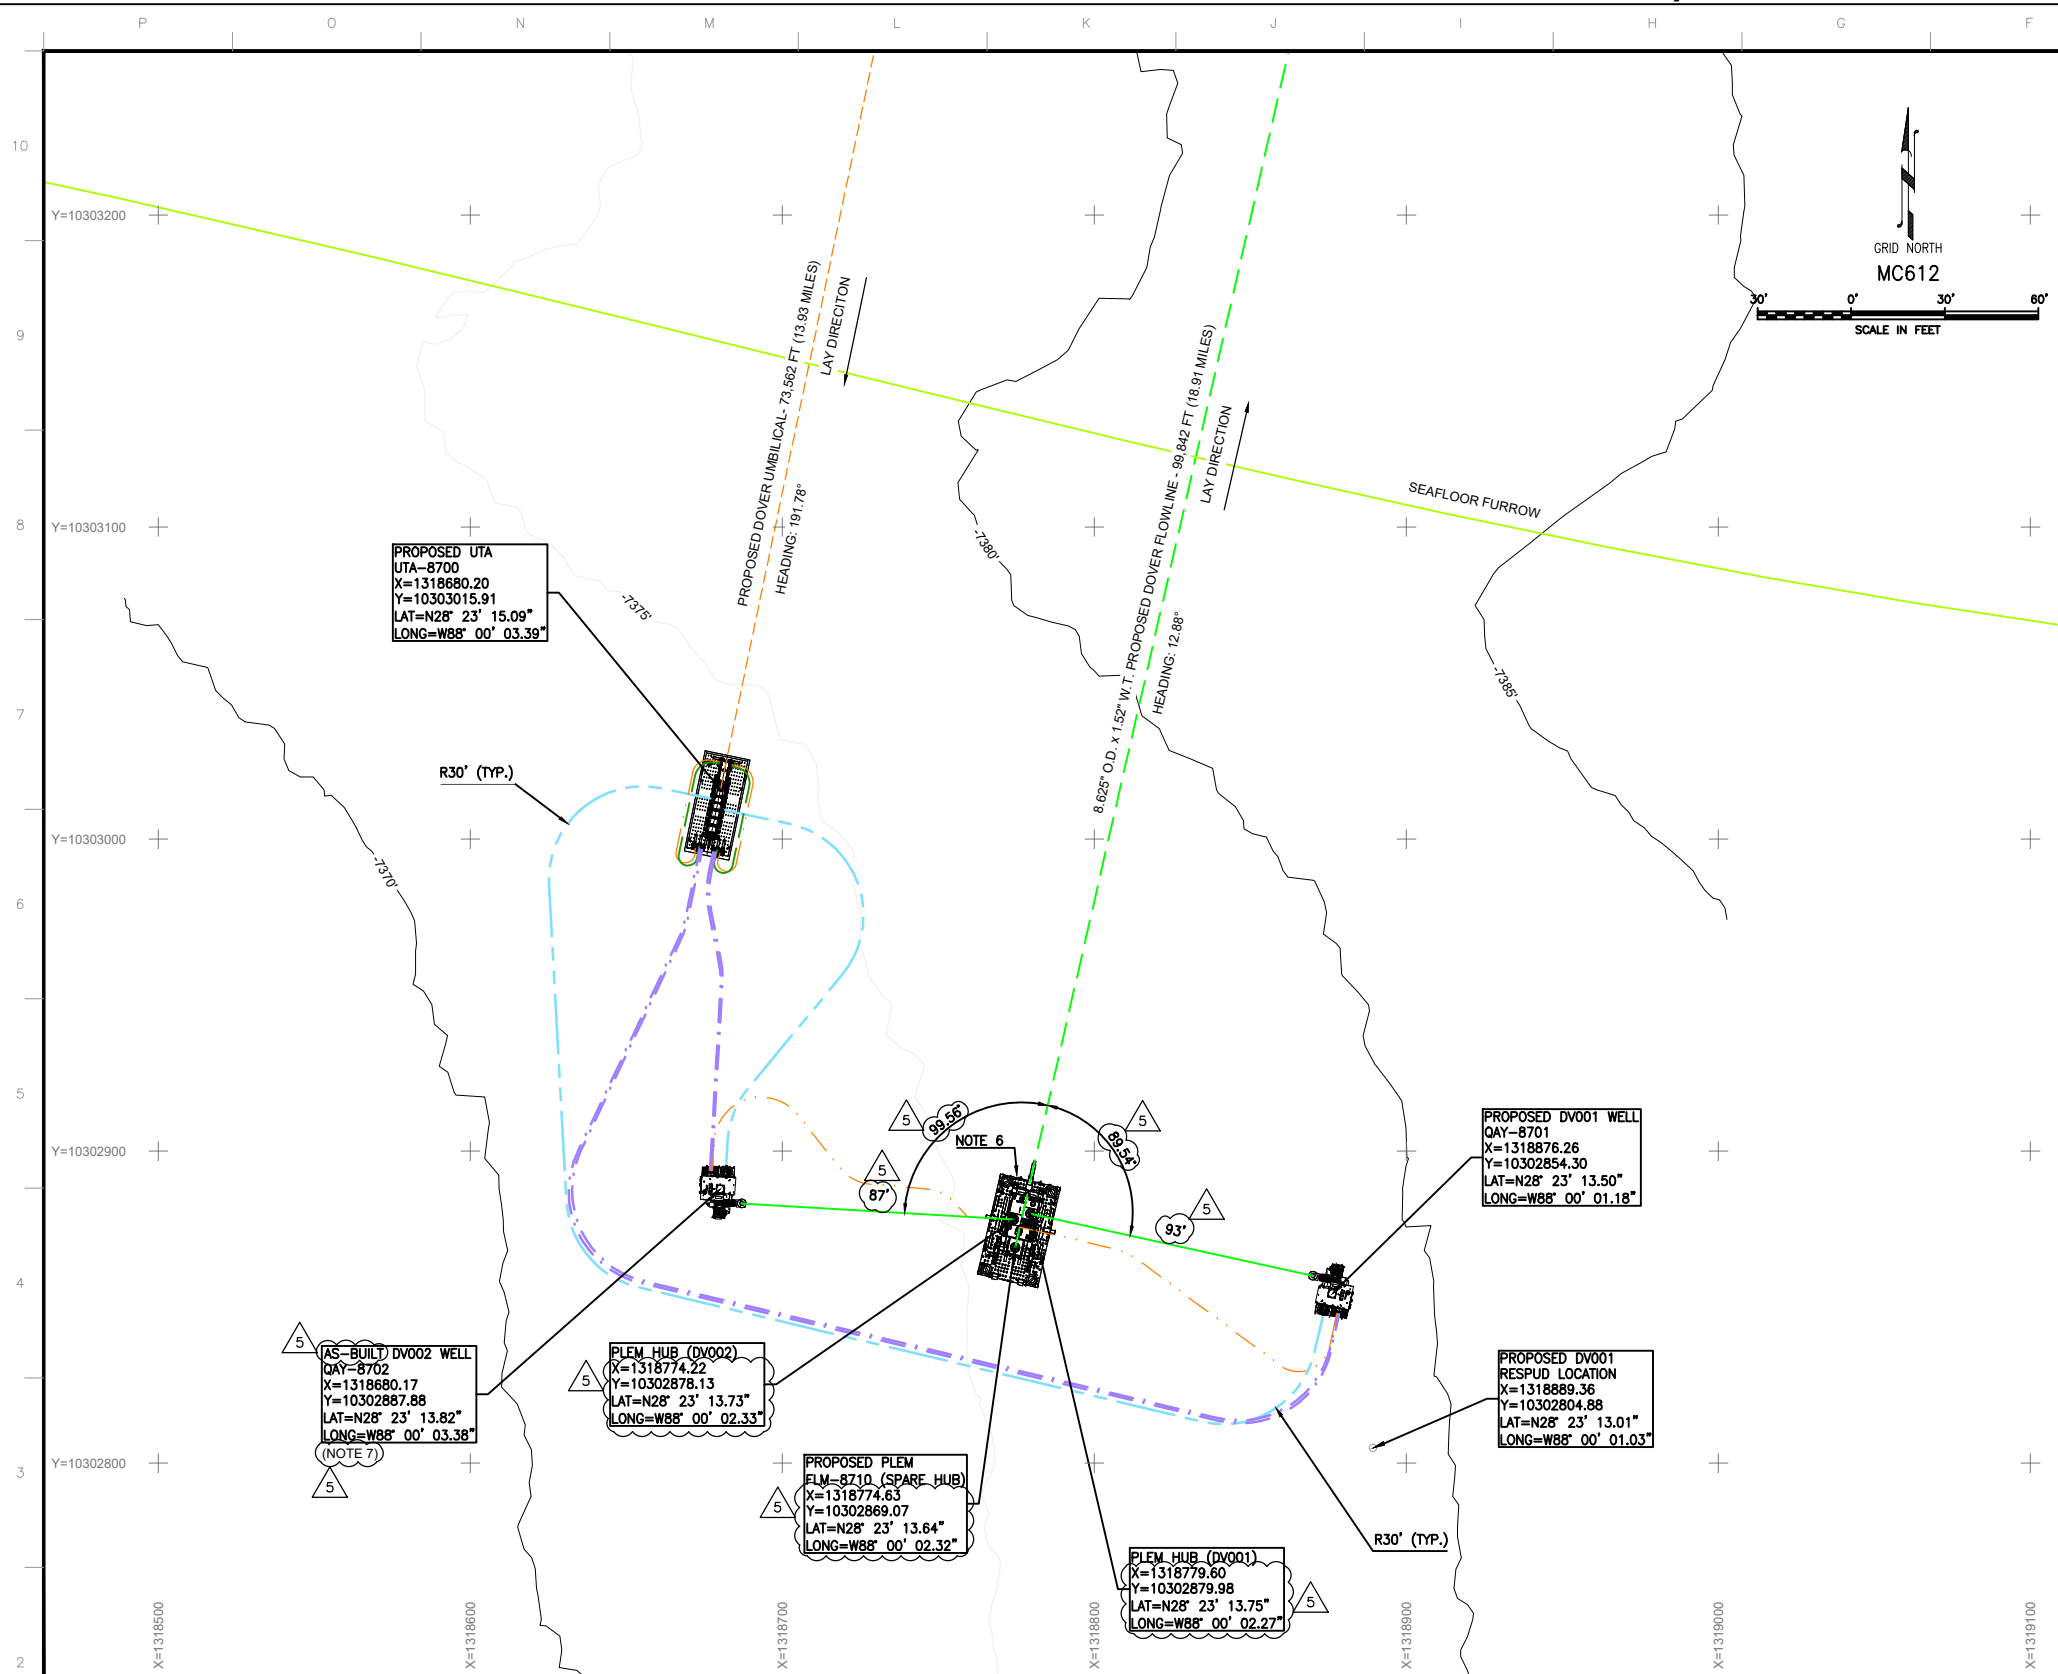 P O N M L K J I H G F
10
9
8
7
6
5
4
3
2
Y=10303200
Y=10303100
Y=10303000
Y=10302900
Y=10302800
GRID NORTH
MC612
30' 0' 30' 60'
SCALE IN FEET
PROPOSED DOVER UMBILICAL- 73,562 FT (13.93 MILES)
HEADING: 191.78°
LAY DIRECITON
8.625" O.D. x 1.52" W.T. PROPOSED DOVER FLOWLINE - 99,842 FT (18.91 MILES)
HEADING: 12.88°
LAY DIRECTION
SEAFLOOR FURROW
-7380'
-7375'
-7385'
-7370'
PROPOSED UTA
UTA-8700
X=1318680.20
Y=10303015.91
LAT=N28° 23' 15.09"
LONG=W88° 00' 03.39"
R30' (TYP.)
5
99.56°
NOTE 6
5
89.54°
5
87'
5
93'
PROPOSED DV001 WELL
QAY-8701
X=1318876.26
Y=10302854.30
LAT=N28° 23' 13.50"
LONG=W88° 00' 01.18"
5
AS-BUILT DV002 WELL
QAY-8702
X=1318680.17
Y=10302887.88
LAT=N28° 23' 13.82"
LONG=W88° 00' 03.38"
(NOTE 7)
5
5
PLEM HUB (DV002)
X=1318774.22
Y=10302878.13
LAT=N28° 23' 13.73"
LONG=W88° 00' 02.33"
5
PROPOSED PLEM
FLM-8710 (SPARE HUB)
X=1318774.63
Y=10302869.07
LAT=N28° 23' 13.64"
LONG=W88° 00' 02.32"
PROPOSED DV001
RESPUD LOCATION
X=1318889.36
Y=10302804.88
LAT=N28° 23' 13.01"
LONG=W88° 00' 01.03"
R30' (TYP.)
PLEM HUB (DV001)
X=1318779.60
Y=10302879.98
LAT=N28° 23' 13.75"
LONG=W88° 00' 02.27"
5
X=1318500
X=1318600
X=1318700
X=1318800
X=1318900
X=1319000
X=1319100